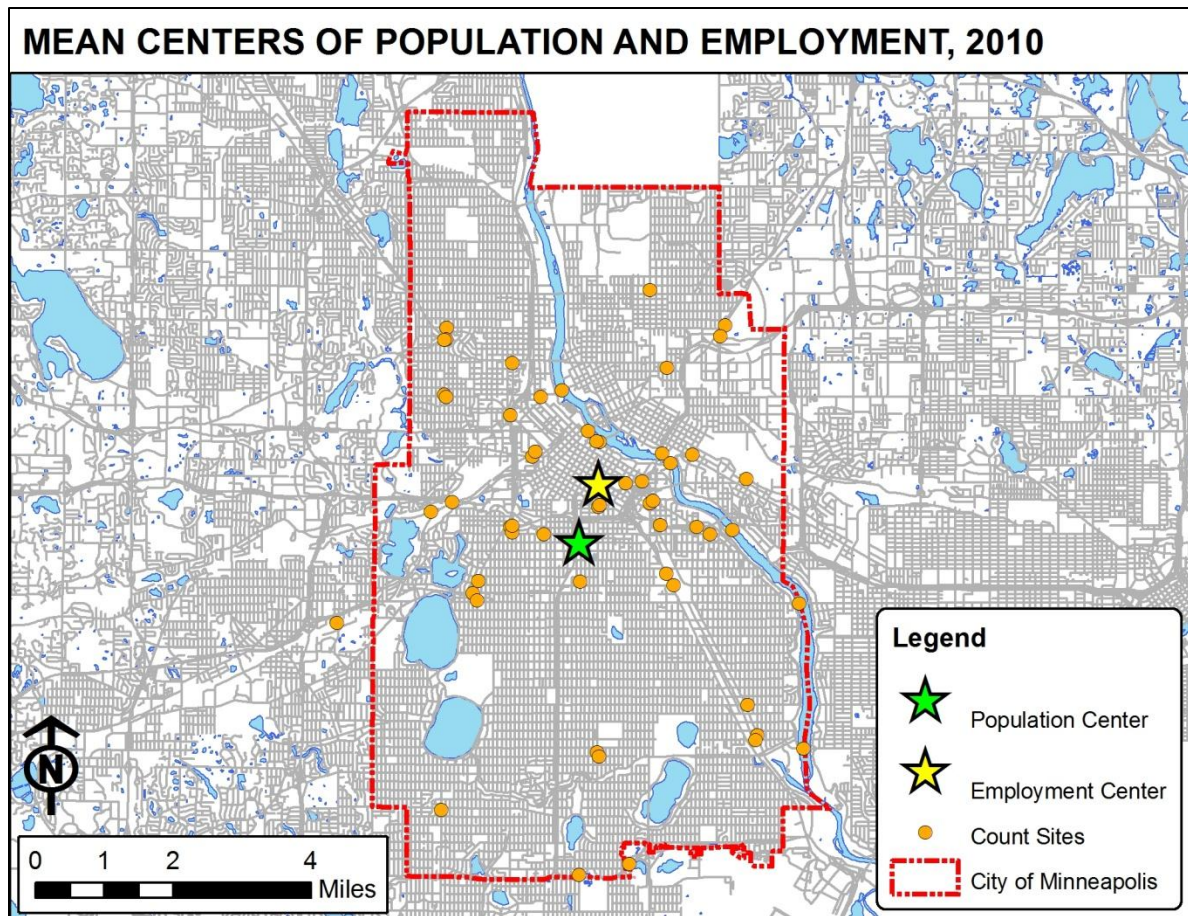 MEAN CENTERS OF POPULATION AND EMPLOYMENT, 2010
Legend
Population Center
Employment Center
Count Sites
City of Minneapolis
N
0 1 2 4
Miles